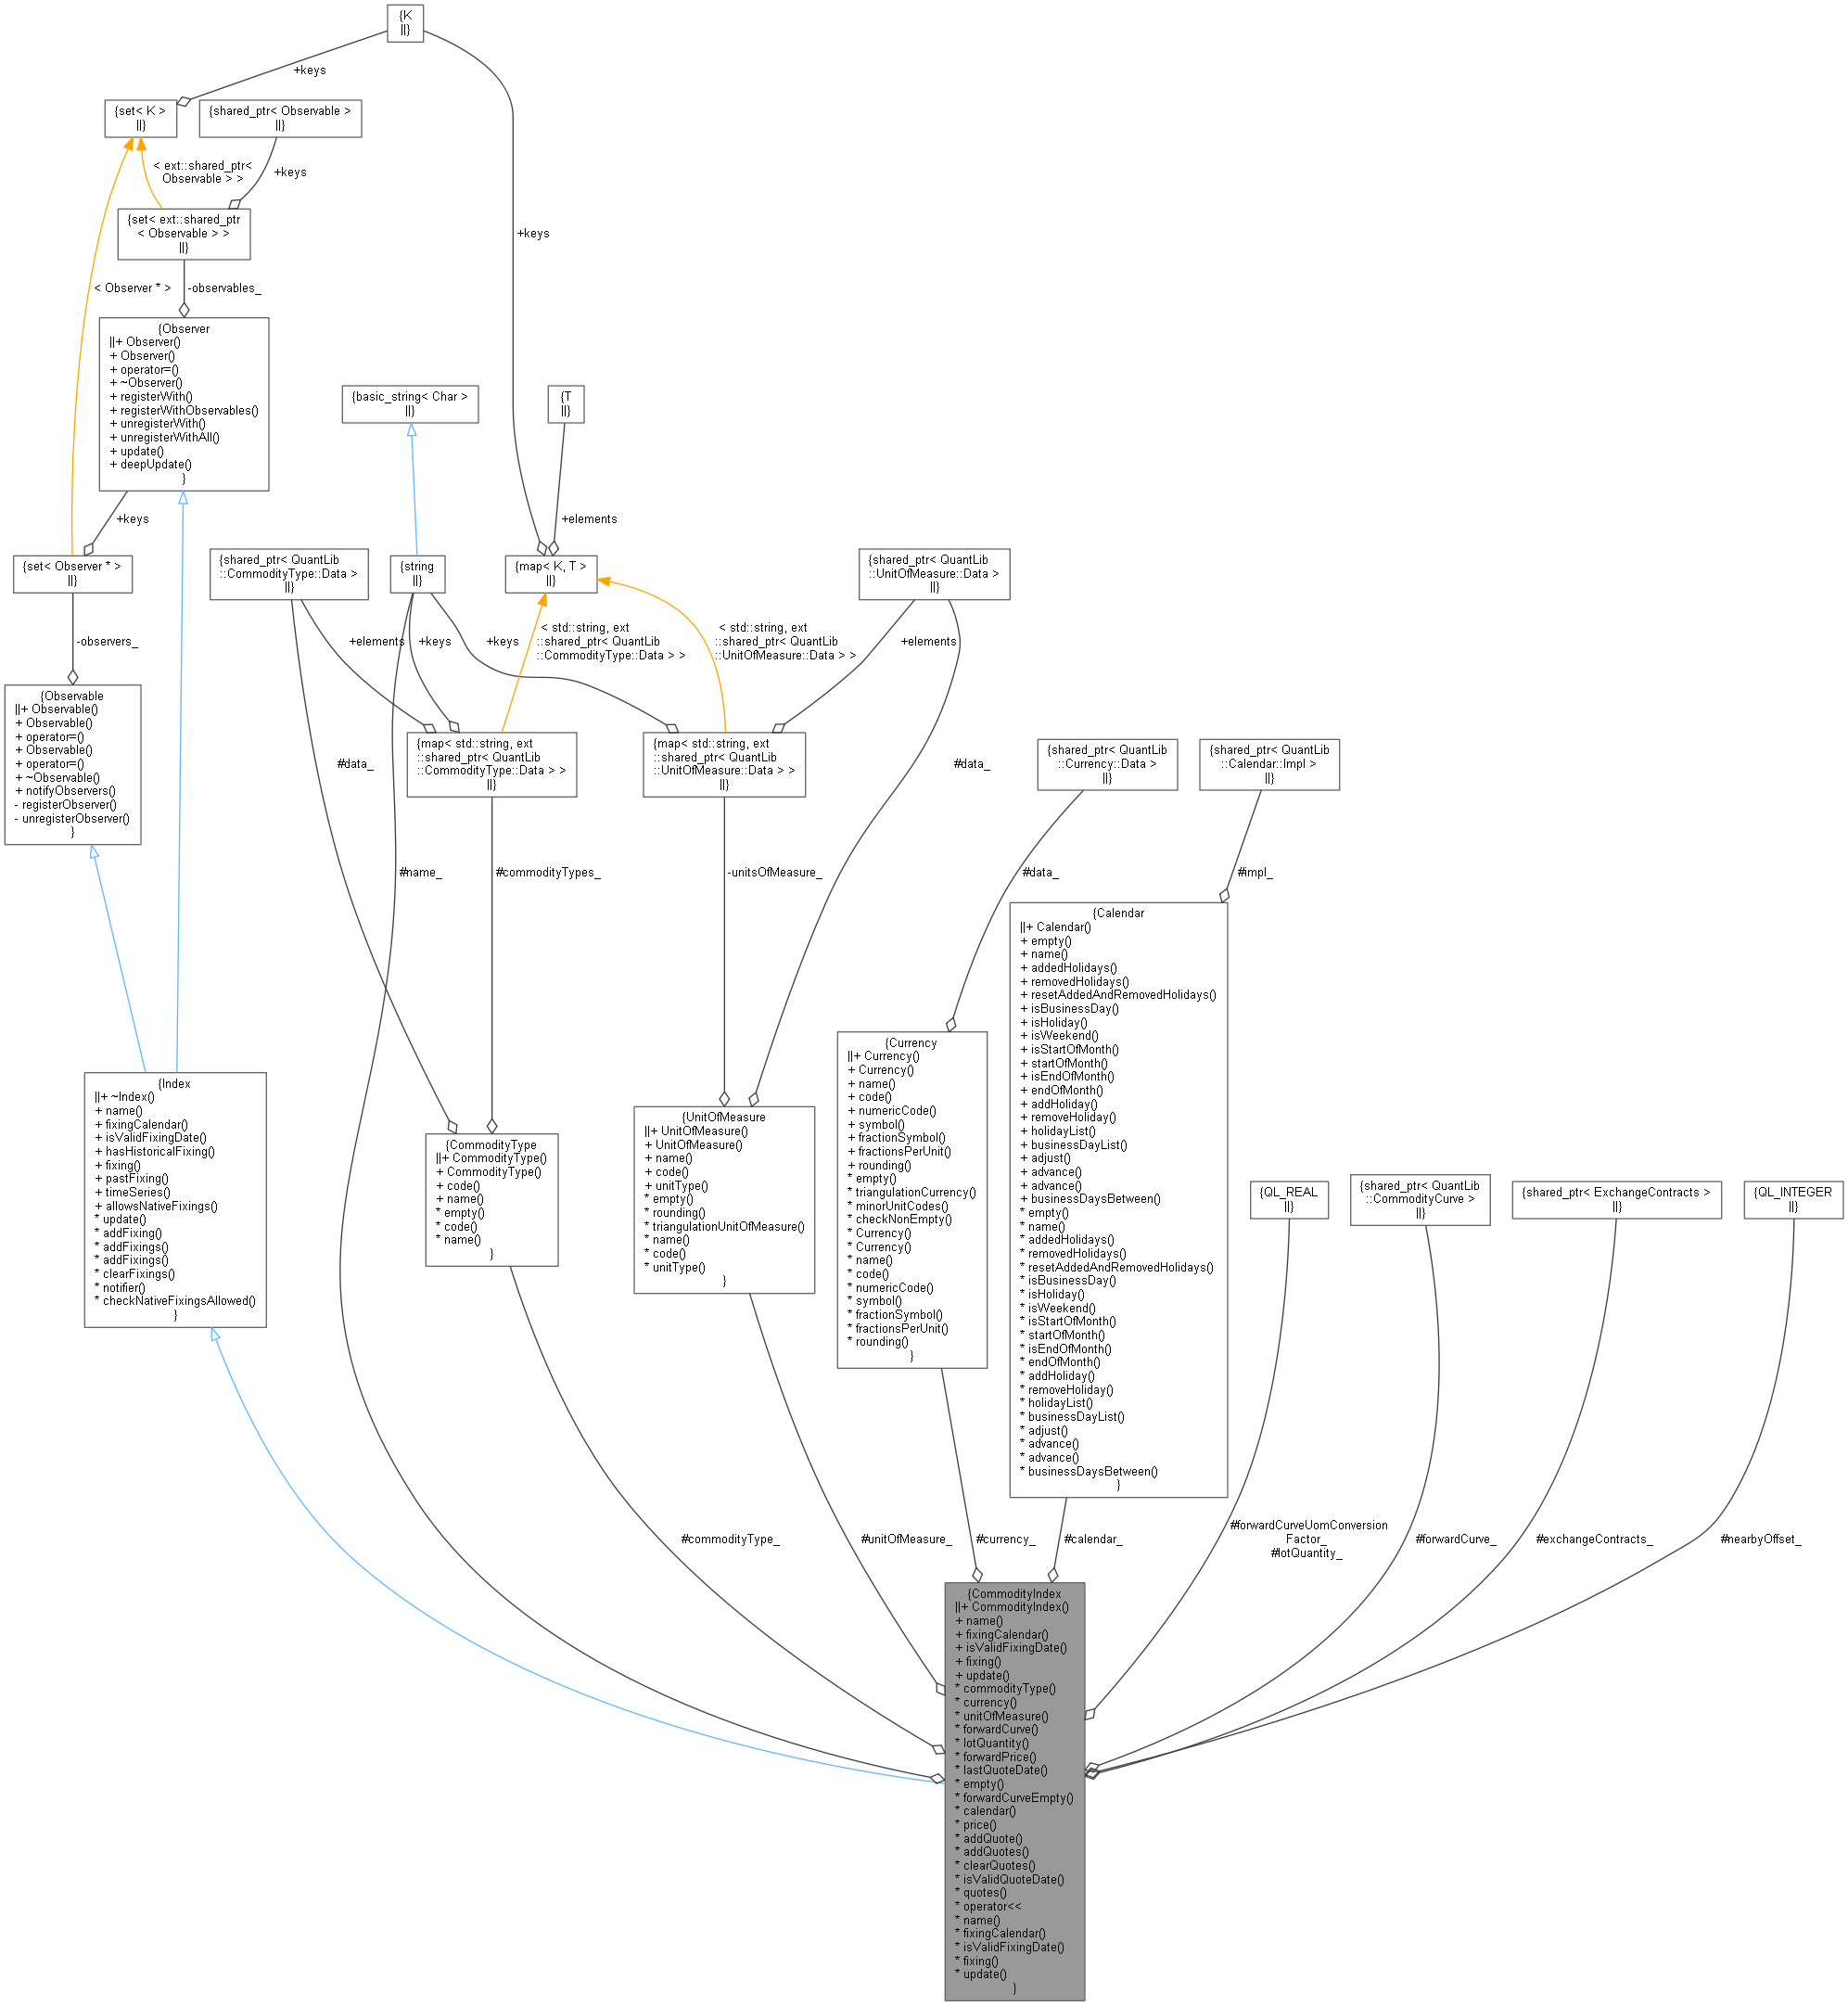 {K
||}
+keys
{set< K >
||}
{shared_ptr< Observable >
||}
< ext::shared_ptr<
Observable > >
+keys
{set< ext::shared_ptr
< Observable > >
||}
+keys
< Observer * >
-observables_
{Observer
||+ Observer()
+ Observer()
+ operator=()
+ ~Observer()
+ registerWith()
+ registerWithObservables()
+ unregisterWith()
+ unregisterWithAll()
+ update()
+ deepUpdate()
}
{basic_string< Char >
||}
{T
||}
+keys
+elements
{set< Observer * >
||}
{shared_ptr< QuantLib
::CommodityType::Data >
||}
{string
||}
{map< K, T >
||}
{shared_ptr< QuantLib
::UnitOfMeasure::Data >
||}
-observers_
+elements
+keys
+keys
< std::string, ext
::shared_ptr< QuantLib
::CommodityType::Data > >
< std::string, ext
::shared_ptr< QuantLib
::UnitOfMeasure::Data > >
+elements
{Observable
||+ Observable()
+ Observable()
+ operator=()
+ Observable()
+ operator=()
+ ~Observable()
+ notifyObservers()
- registerObserver()
- unregisterObserver()
}
#data_
{map< std::string, ext
::shared_ptr< QuantLib
::CommodityType::Data > >
||}
{map< std::string, ext
::shared_ptr< QuantLib
::UnitOfMeasure::Data > >
||}
#data_
{shared_ptr< QuantLib
::Currency::Data >
||}
{shared_ptr< QuantLib
::Calendar::Impl >
||}
#name_
#commodityTypes_
-unitsOfMeasure_
#data_
#impl_
{Calendar
||+ Calendar()
+ empty()
+ name()
+ addedHolidays()
+ removedHolidays()
+ resetAddedAndRemovedHolidays()
+ isBusinessDay()
+ isHoliday()
+ isWeekend()
+ isStartOfMonth()
+ startOfMonth()
+ isEndOfMonth()
+ endOfMonth()
+ addHoliday()
+ removeHoliday()
+ holidayList()
+ businessDayList()
+ adjust()
+ advance()
+ advance()
+ businessDaysBetween()
* empty()
* name()
* addedHolidays()
* removedHolidays()
* resetAddedAndRemovedHolidays()
* isBusinessDay()
* isHoliday()
* isWeekend()
* isStartOfMonth()
* startOfMonth()
* isEndOfMonth()
* endOfMonth()
* addHoliday()
* removeHoliday()
* holidayList()
* businessDayList()
* adjust()
* advance()
* advance()
* businessDaysBetween()
}
{Currency
||+ Currency()
+ Currency()
+ name()
+ code()
+ numericCode()
+ symbol()
+ fractionSymbol()
+ fractionsPerUnit()
+ rounding()
* empty()
* triangulationCurrency()
* minorUnitCodes()
* checkNonEmpty()
* Currency()
* Currency()
* name()
* code()
* numericCode()
* symbol()
* fractionSymbol()
* fractionsPerUnit()
* rounding()
}
{Index
||+ ~Index()
+ name()
+ fixingCalendar()
+ isValidFixingDate()
+ hasHistoricalFixing()
+ fixing()
+ pastFixing()
+ timeSeries()
+ allowsNativeFixings()
* update()
* addFixing()
* addFixings()
* addFixings()
* clearFixings()
* notifier()
* checkNativeFixingsAllowed()
}
{CommodityType
||+ CommodityType()
+ CommodityType()
+ code()
+ name()
* empty()
* code()
* name()
}
{UnitOfMeasure
||+ UnitOfMeasure()
+ UnitOfMeasure()
+ name()
+ code()
+ unitType()
* empty()
* rounding()
* triangulationUnitOfMeasure()
* name()
* code()
* unitType()
}
{QL_REAL
||}
{shared_ptr< QuantLib
::CommodityCurve >
||}
{shared_ptr< ExchangeContracts >
||}
{QL_INTEGER
||}
#commodityType_
#unitOfMeasure_
#currency_
#calendar_
#forwardCurveUomConversion
Factor_
#lotQuantity_
#forwardCurve_
#exchangeContracts_
#nearbyOffset_
{CommodityIndex
||+ CommodityIndex()
+ name()
+ fixingCalendar()
+ isValidFixingDate()
+ fixing()
+ update()
* commodityType()
* currency()
* unitOfMeasure()
* forwardCurve()
* lotQuantity()
* forwardPrice()
* lastQuoteDate()
* empty()
* forwardCurveEmpty()
* calendar()
* price()
* addQuote()
* addQuotes()
* clearQuotes()
* isValidQuoteDate()
* quotes()
* operator<<
* name()
* fixingCalendar()
* isValidFixingDate()
* fixing()
* update()
}